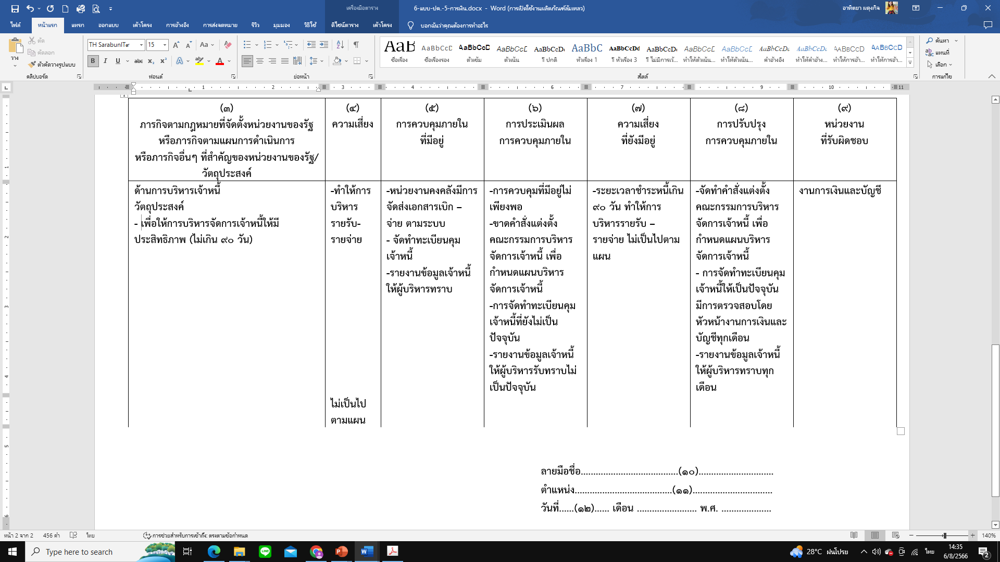 เครื่องมือตาราง
6-แบบ-ปค.-5-การเงิน.docx - Word (การเปิดใช้งานผลิตภัณฑ์ล้มเหลว)
อาทิตยา ผดุงกิจ
ไฟล์ หน้าแรก แทรก ออกแบบ เค้าโครง การอ้างอิง การส่งจดหมาย รีวิว มุมมอง วิธีใช้ ดีไซน์ตาราง เค้าโครง บอกฉันว่าคุณต้องการทำอะไร
วาง
ตัด
คัดลอก
ตัวคัดวางรูปแบบ
คลิปบอร์ด
TH SarabunIT๙ 15
ฟอนต์
ย่อหน้า
ชื่อเรื่อง ชื่อเรื่องรอง ตัวเข้ม ตัวเน้น ¶ ปกติ หัวเรื่อง 1 ¶ หัวเรื่อง 3 ¶ ไม่มีการเว้... ทำให้ตัวเน้น... ทำให้ตัวเน้น... คำอ้างอิง ทำให้คำอ้าง... ทำให้การอ้า... ทำให้การอ้า...
สไตล์
ค้นหา
แทนที่
เลือก
การแก้ไข
(๓)
ภารกิจตามกฎหมายที่จัดตั้งหน่วยงานของรัฐ
หรือภารกิจตามแผนการดำเนินการ
หรือภารกิจอื่นๆ ที่สำคัญของหน่วยงานของรัฐ/
วัตถุประสงค์
(๔)
ความเสี่ยง
(๕)
การควบคุมภายใน
ที่มีอยู่
(๖)
การประเมินผล
การควบคุมภายใน
(๗)
ความเสี่ยง
ที่ยังมีอยู่
(๘)
การปรับปรุง
การควบคุมภายใน
(๙)
หน่วยงาน
ที่รับผิดชอบ
ด้านการบริหารเจ้าหนี้
วัตถุประสงค์
- เพื่อให้การบริหารจัดการเจ้าหนี้ให้มี
ประสิทธิภาพ (ไม่เกิน ๙๐ วัน)
-ทำให้การ
บริหาร
รายรับ-
รายจ่าย
ไม่เป็นไป
ตามแผน
-หน่วยงานคงคลังมีการ
จัดส่งเอกสารเบิก –
จ่าย ตามระบบ
- จัดทำทะเบียนคุม
เจ้าหนี้
-รายงานข้อมูลเจ้าหนี้
ให้ผู้บริหารทราบ
-การควบคุมที่มีอยู่ไม่
เพียงพอ
-ขาดคำสั่งแต่งตั้ง
คณะกรรมการบริหาร
จัดการเจ้าหนี้ เพื่อ
กำหนดแผนบริหาร
จัดการเจ้าหนี้
-การจัดทำทะเบียนคุม
เจ้าหนี้ที่ยังไม่เป็น
ปัจจุบัน
-รายงานข้อมูลเจ้าหนี้
ให้ผู้บริหารรับทราบไม่
เป็นปัจจุบัน
-ระยะเวลาชำระหนี้เกิน
๙๐ วัน ทำให้การ
บริหารรายรับ –
รายจ่าย ไม่เป็นไปตาม
แผน
-จัดทำคำสั่งแต่งตั้ง
คณะกรรมการบริหาร
จัดการเจ้าหนี้ เพื่อ
กำหนดแผนบริหาร
จัดการเจ้าหนี้
- การจัดทำทะเบียนคุม
เจ้าหนี้ให้เป็นปัจจุบัน
มีการตรวจสอบโดย
หัวหน้างานการเงินและ
บัญชีทุกเดือน
-รายงานข้อมูลเจ้าหนี้
ให้ผู้บริหารทราบทุก
เดือน
งานการเงินและบัญชี
ลายมือชื่อ.......................................(๑๐)..............................
ตำแหน่ง.......................................(๑๑)................................
วันที่......(๑๒)...... เดือน ........................ พ.ศ. ....................
หน้า 2 จาก 2 456 คำ ไทย การช่วยสำหรับการเข้าถึง: ตรงตามข้อกำหนด 140%
Type here to search
28°C ฝนโปรย
ไทย
14:35
6/8/2566
2